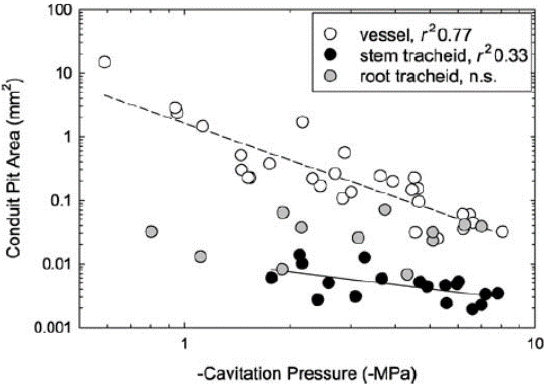 100
10
1
0.1
0.01
0.001
Conduit Pit Area (mm²)
vessel, r² 0.77
stem tracheid, r² 0.33
root tracheid, n.s.
1
10
-Cavitation Pressure (-MPa)